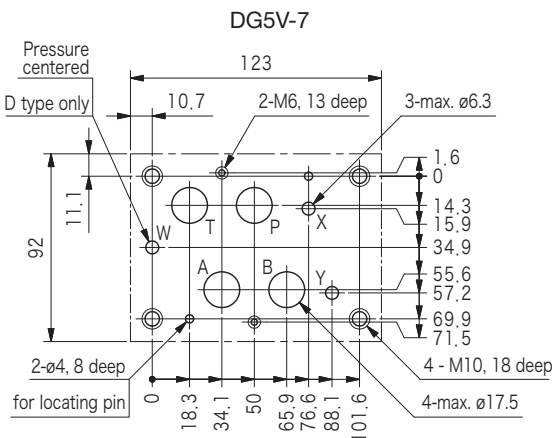 DG5V-7
Pressure
centered
D type only
123
10.7
2-M6, 13 deep
3-max. ø6.3
1.6
0
11.1
92
W
T
P
X
14.3
15.9
34.9
A
B
Y
55.6
57.2
69.9
71.5
2-ø4, 8 deep
for locating pin
4 - M10, 18 deep
4-max. ø17.5
0
18.3
34.1
50
65.9
76.6
88.1
101.6